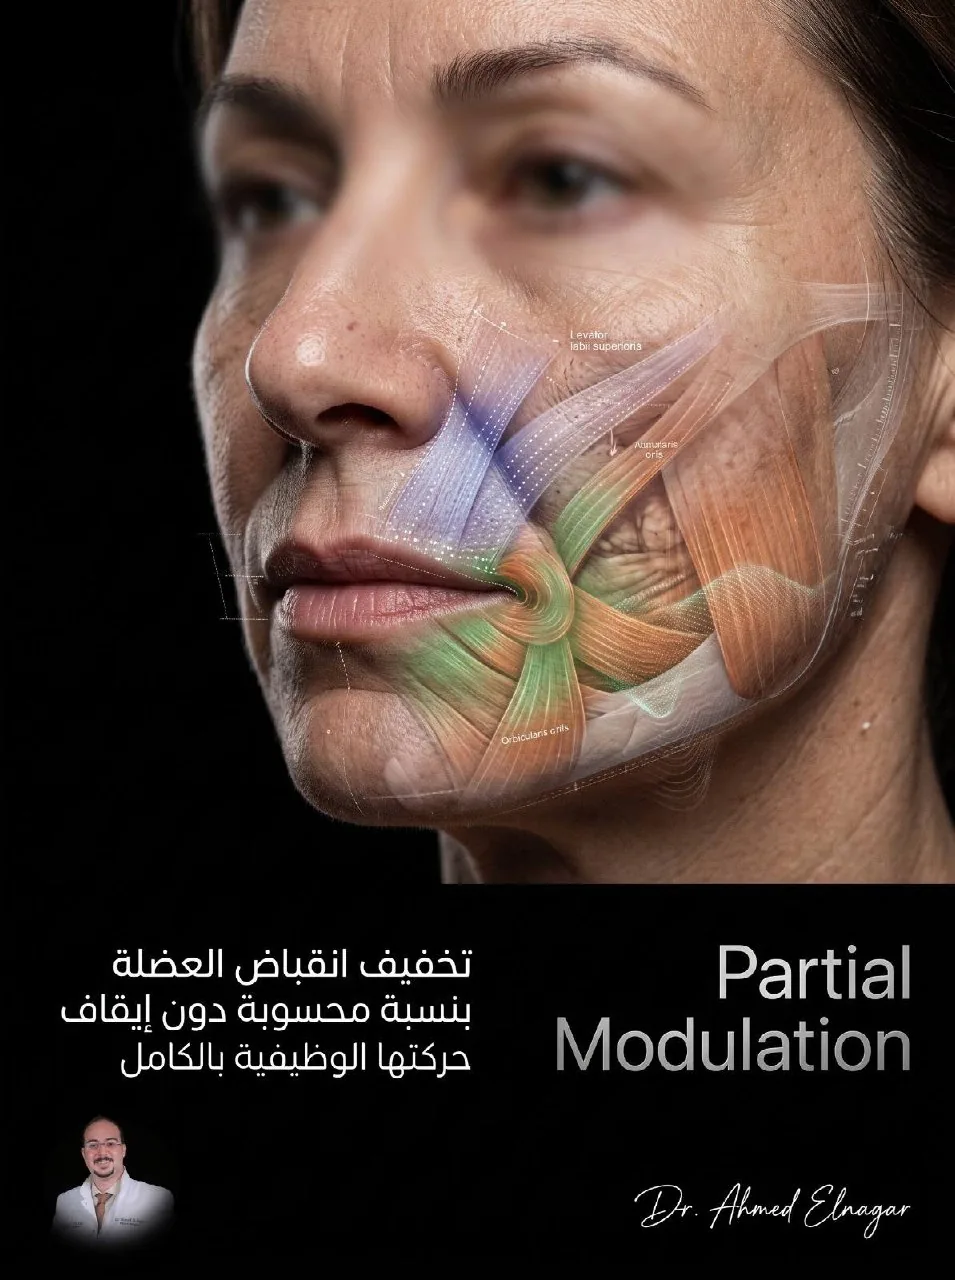 Levator
labii superioris
Orbicularis oris
Partial
Modulation
تخفيف انقباض العضلة
بنسبة محسوبة دون إيقاف
حركتها الوظيفية بالكامل
Dr. Ahmed Elnagar